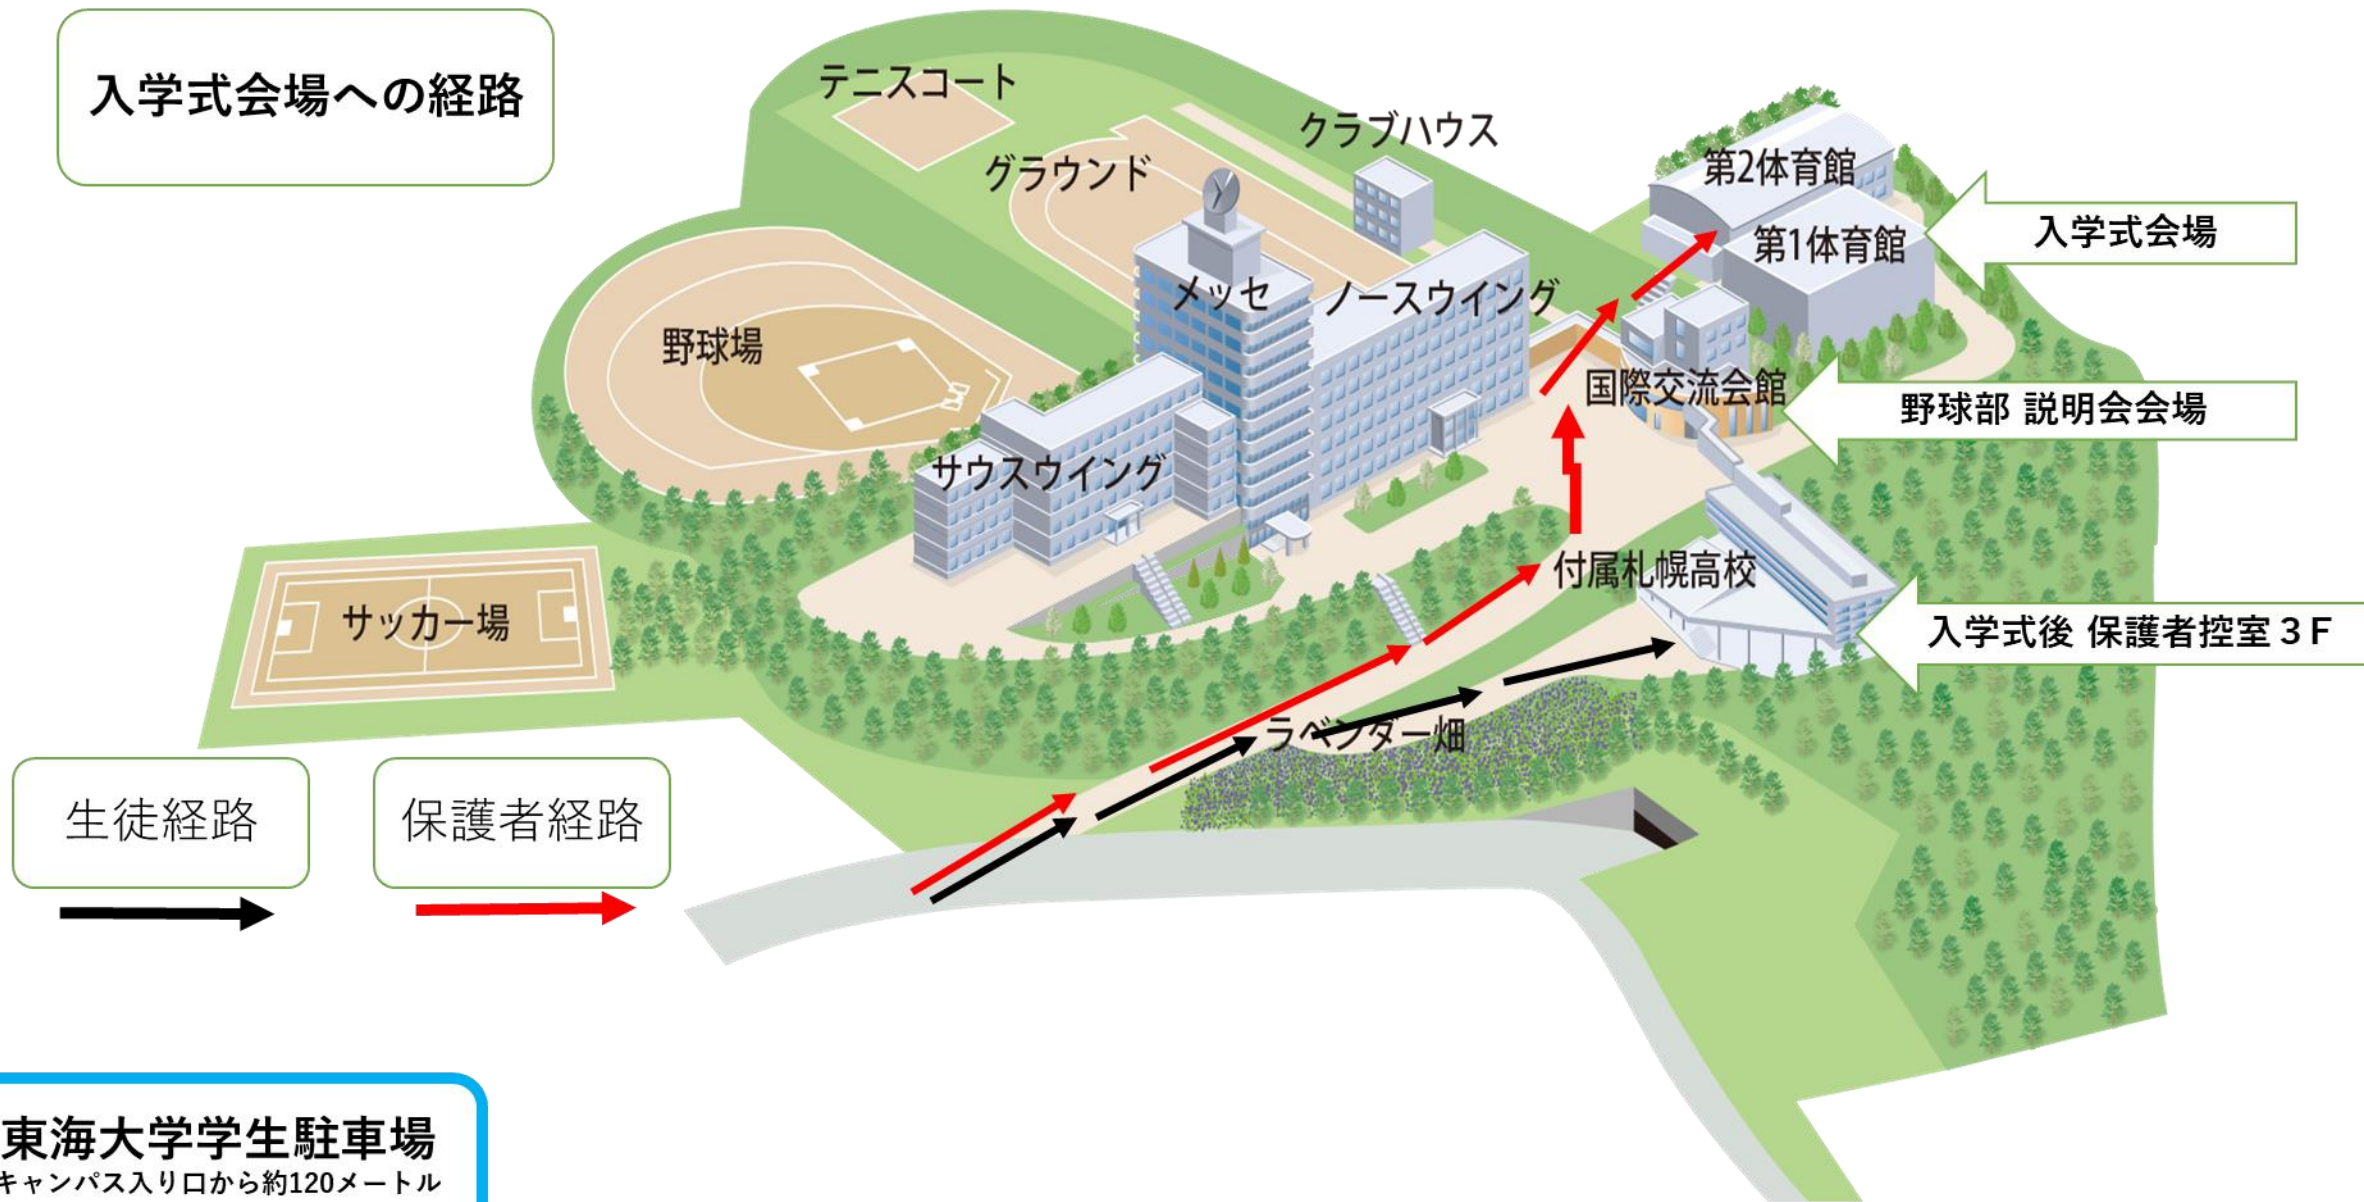 入学式会場への経路
テニスコート
クラブハウス
グラウンド
第2体育館
第1体育館
入学式会場
メッセ
ノースウイング
野球場
国際交流会館
野球部 説明会会場
サウスウイング
付属札幌高校
サッカー場
入学式後 保護者控室３F
ラベンダー畑
生徒経路
保護者経路
東海大学学生駐車場
キャンパス入り口から約120メートル